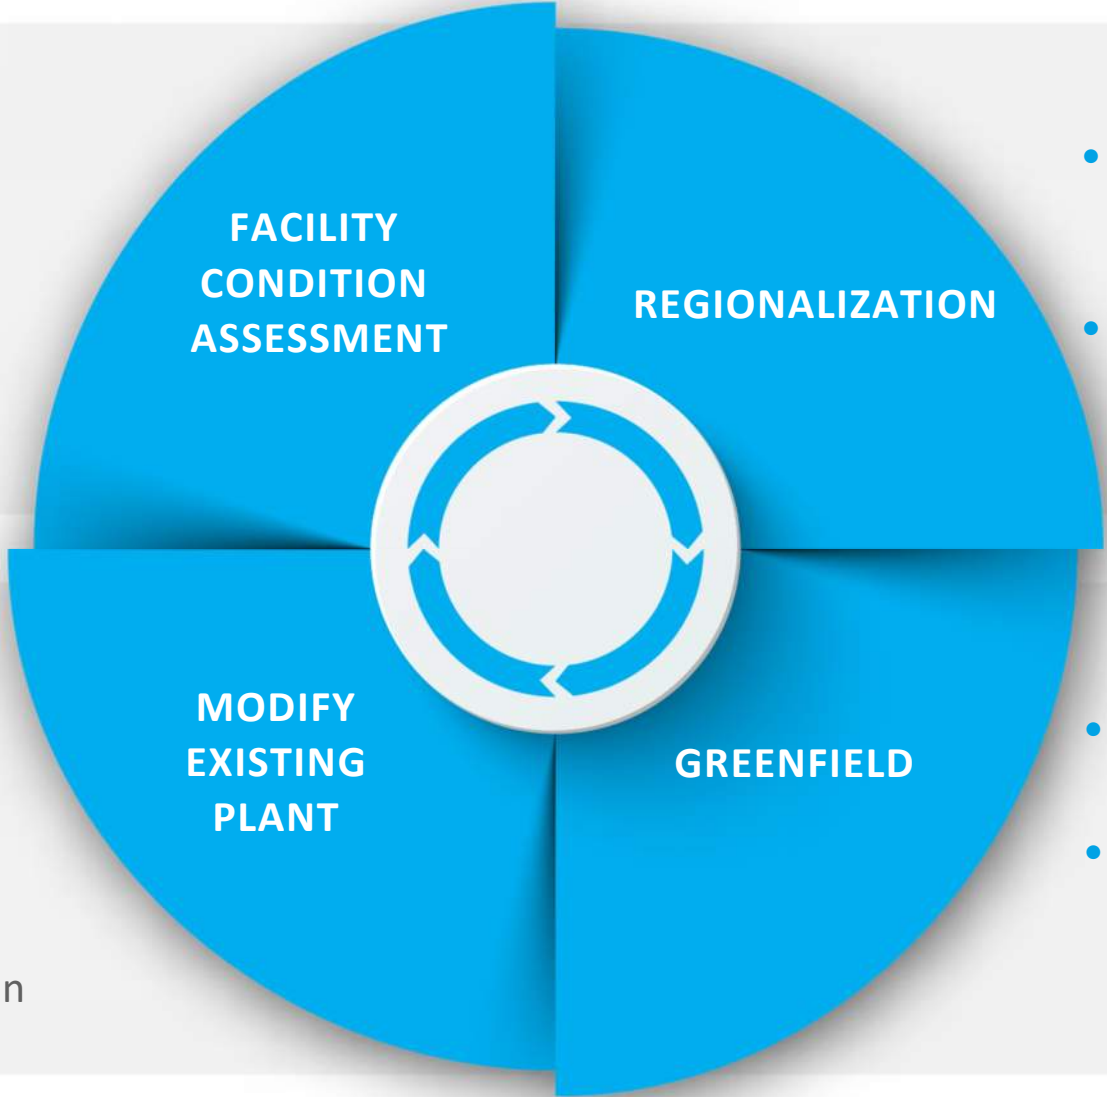 FACILITY
CONDITION
ASSESSMENT
REGIONALIZATION
MODIFY
EXISTING
PLANT
GREENFIELD
n